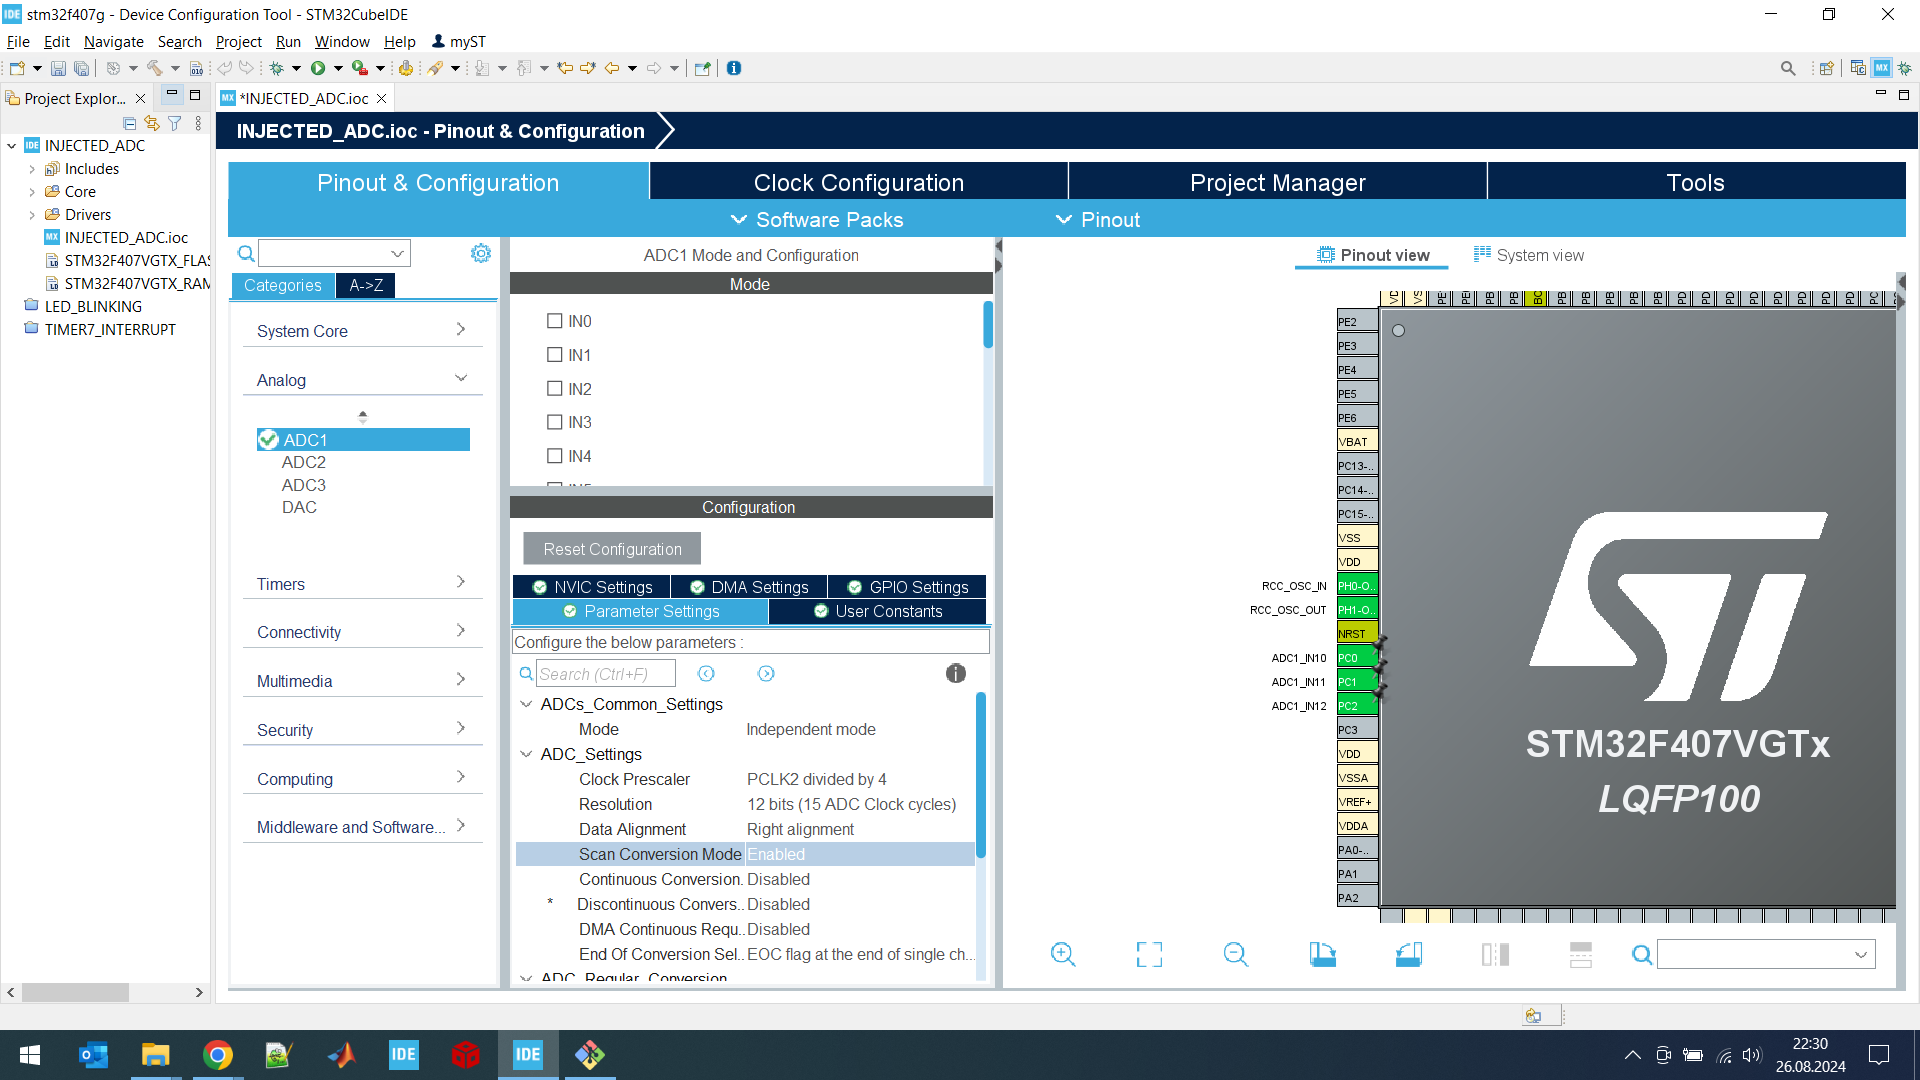 stm32f407g - Device Configuration Tool - STM32CubeIDE
File Edit Navigate Search Project Run Window Help myST
Project Explor...
*INJECTED_ADC.ioc
INJECTED_ADC.ioc - Pinout & Configuration
INJECTED_ADC
Includes
Core
Drivers
INJECTED_ADC.ioc
STM32F407VGTX_FLAS
STM32F407VGTX_RAM
LED_BLINKING
TIMER7_INTERRUPT
Pinout & Configuration
Clock Configuration
Project Manager
Tools
Software Packs
Pinout
Categories
A->Z
System Core
Analog
ADC1
ADC2
ADC3
DAC
Timers
Connectivity
Multimedia
Security
Computing
Middleware and Software...
ADC1 Mode and Configuration
Mode
IN0
IN1
IN2
IN3
IN4
Configuration
Reset Configuration
NVIC Settings
DMA Settings
GPIO Settings
Parameter Settings
User Constants
Configure the below parameters :
Search (Ctrl+F)
ADCs_Common_Settings
Mode Independent mode
ADC_Settings
Clock Prescaler PCLK2 divided by 4
Resolution 12 bits (15 ADC Clock cycles)
Data Alignment Right alignment
Scan Conversion Mode Enabled
Continuous Conversion. Disabled
* Discontinuous Convers.. Disabled
DMA Continuous Requ.. Disabled
End Of Conversion Sel.. EOC flag at the end of single ch...
ADC_Regular_Conversion
Pinout view
System view
PE2
PE3
PE4
PE5
PE6
VBAT
PC13-..
PC14-..
PC15-..
VSS
VDD
RCC_OSC_IN PH0-O..
RCC_OSC_OUT PH1-O..
NRST
ADC1_IN10 PC0
ADC1_IN11 PC1
ADC1_IN12 PC2
PC3
VDD
VSSA
VREF+
VDDA
PA0-..
PA1
PA2
ST
STM32F407VGTx
LQFP100
22:30
26.08.2024